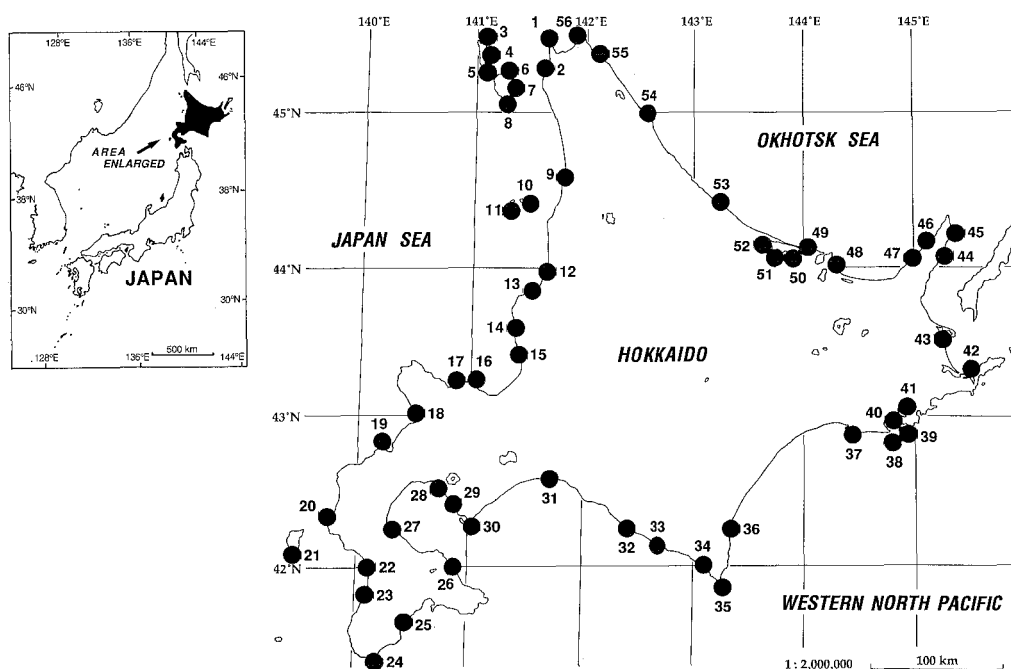 128°E 136°E 144°E
46°N 46°N
AREA
ENLARGED
38°N 38°N
JAPAN
30°N 30°N
500 km
128°E 136°E 144°E
140°E 141°E 142°E 143°E 144°E 145°E
45°N
44°N
43°N
42°N
1 56
3
4
55
5 6 2
7
8
54
OKHOTSK SEA
9
10
11
53
JAPAN SEA
46 45
49
52
48 47 44
51 50
12
13
14
15
HOKKAIDO
43
42
17 16
41
18
40
19
39
37 38
28 29
31
20
27 30
32 33 36
21
34
22 26
23
35
25
24
WESTERN NORTH PACIFIC
1 : 2,000,000 100 km